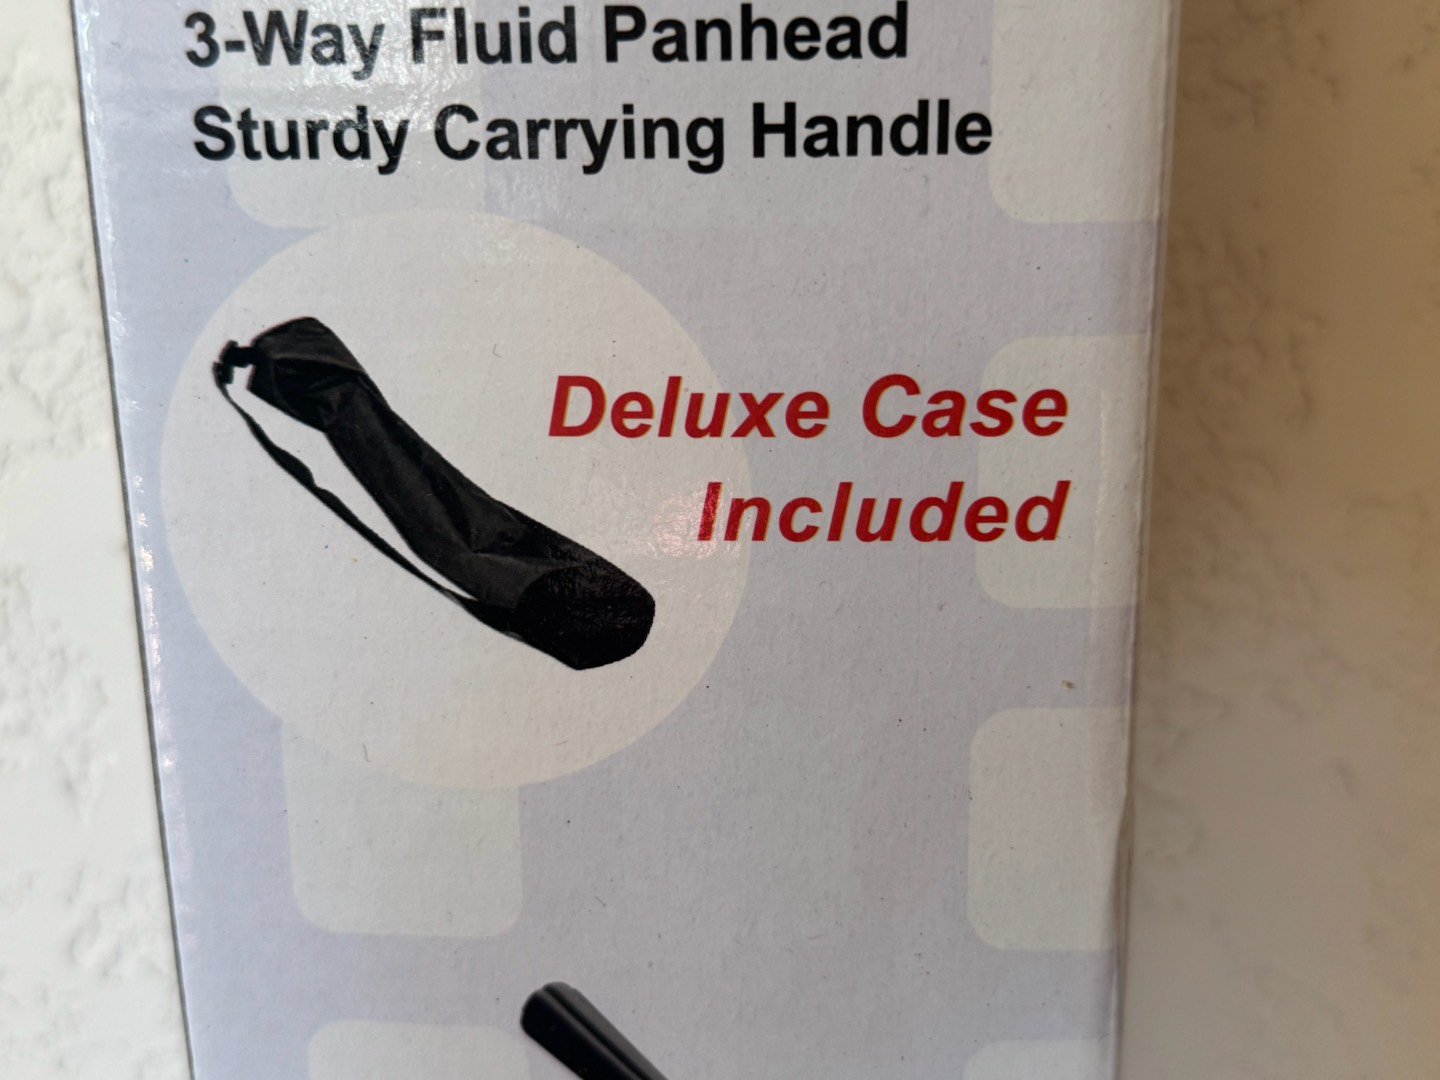 3-Way Fluid Panhead
Sturdy Carrying Handle
Deluxe Case
Included